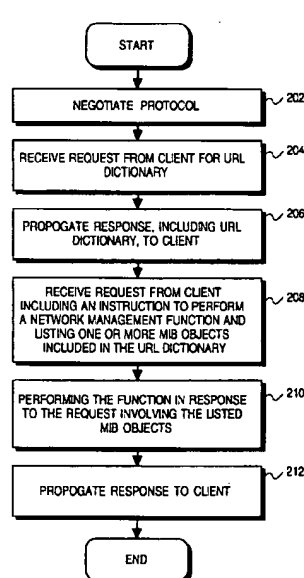 START
NEGOTIATE PROTOCOL
202
RECEIVE REQUEST FROM CLIENT FOR URL
DICTIONARY
204
PROPOGATE RESPONSE, INCLUDING URL
DICTIONARY, TO CLIENT
206
RECEIVE REQUEST FROM CLIENT
INCLUDING AN INSTRUCTION TO PERFORM
A NETWORK MANAGEMENT FUNCTION AND
LISTING ONE OR MORE MIB OBJECTS
INCLUDED IN THE URL DICTIONARY
208
PERFORMING THE FUNCTION IN RESPONSE
TO THE REQUEST INVOLVING THE LISTED
MIB OBJECTS
210
PROPOGATE RESPONSE TO CLIENT
212
END